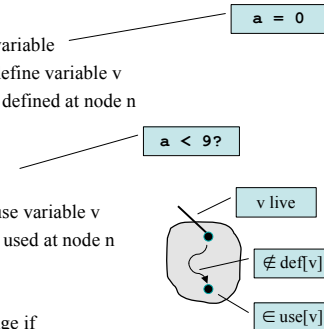 a = 0
variable
efine variable v
defined at node n
a < 9?
use variable v
used at node n
v live
∉ def[v]
∈ use[v]
ge if